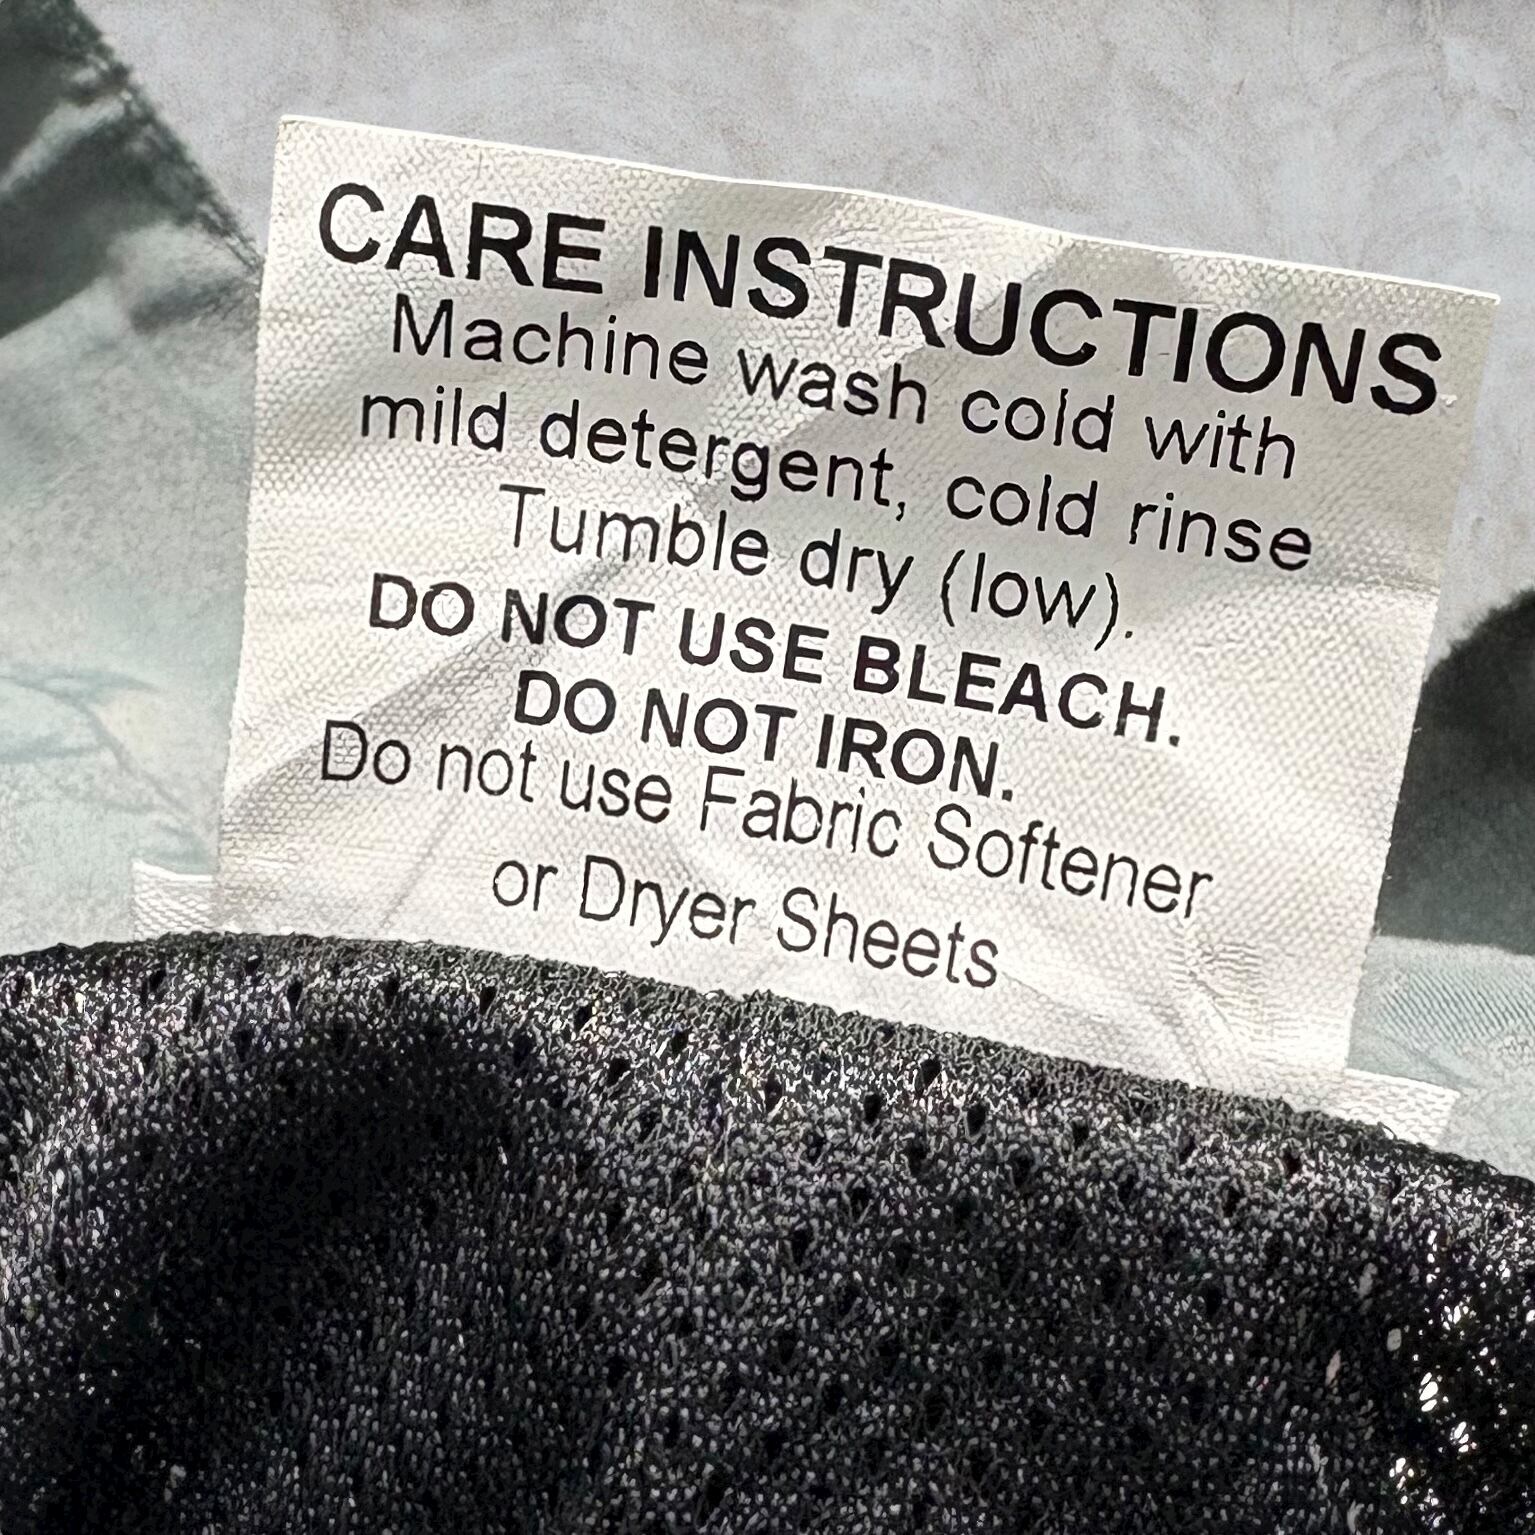 CARE INSTRUCTIONS
Machine wash cold with
mild detergent, cold rinse
Tumble dry (low).
DO NOT USE BLEACH.
DO NOT IRON.
Do not use Fabric Softener
or Dryer Sheets